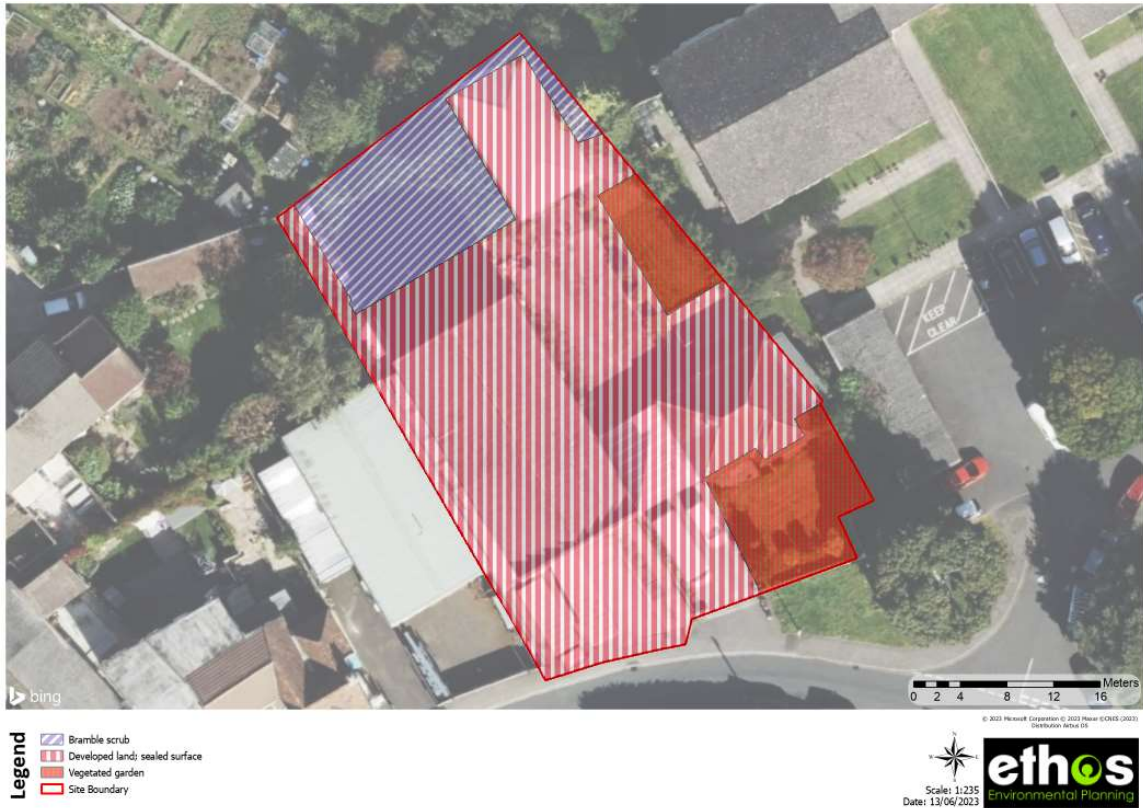 KEEP
CLEAR
bing
Meters
0 2 4 8 12 16
© 2023 Microsoft Corporation © 2023 Maxar ©CNES (2023)
Distribution Airbus DS
Legend
Bramble scrub
Developed land; sealed surface
Vegetated garden
Site Boundary
N
W E
S
Scale: 1:235
Date: 13/06/2023
ethos
Environmental Planning